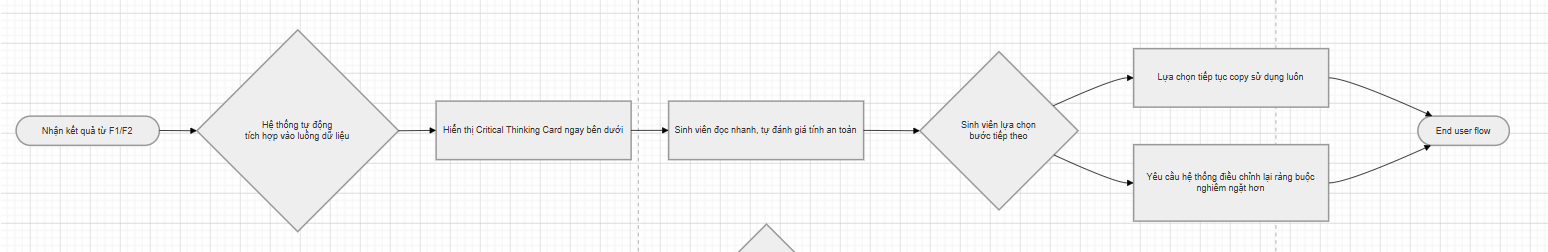 Nhận kết quả từ F1/F2
Hệ thống tự động
tích hợp vào luồng dữ liệu
Hiển thị Critical Thinking Card ngay bên dưới
Sinh viên đọc nhanh, tự đánh giá tính an toàn
Sinh viên lựa chọn
bước tiếp theo
Lựa chọn tiếp tục copy sử dụng luôn
Yêu cầu hệ thống điều chỉnh lại ràng buộc
nghiêm ngặt hơn
End user flow